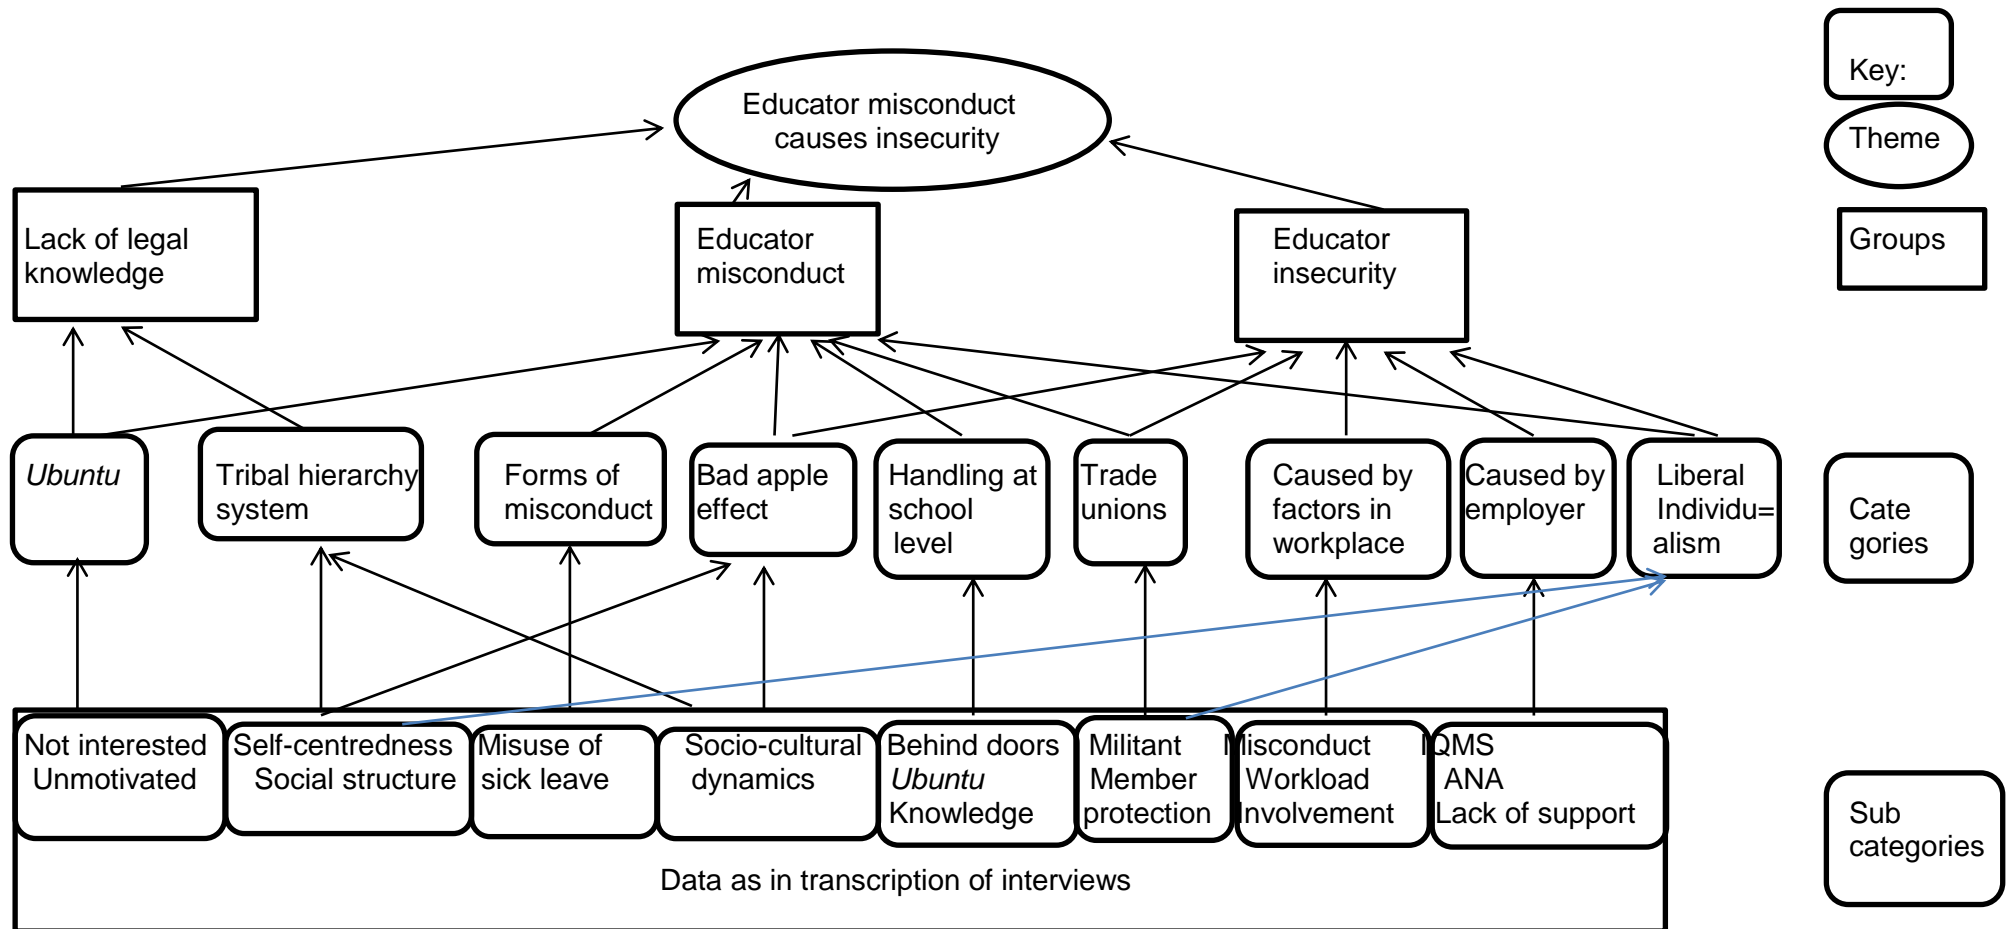 Key:
Educator misconduct
causes insecurity
Theme
Lack of legal
knowledge
Educator
misconduct
Educator
insecurity
Groups
Ubuntu
Tribal hierarchy
system
Forms of
misconduct
Bad apple
effect
Handling at
school
level
Trade
unions
Caused by
factors in
workplace
Caused by
employer
Liberal
Individu=
alism
Cate
gories
Not interested
Unmotivated
Self-centredness
Social structure
Misuse of
sick leave
Socio-cultural
dynamics
Behind doors
Ubuntu
Knowledge
Militant
Member
protection
Misconduct
Workload
Involvement
IQMS
ANA
Lack of support
Sub
categories
Data as in transcription of interviews